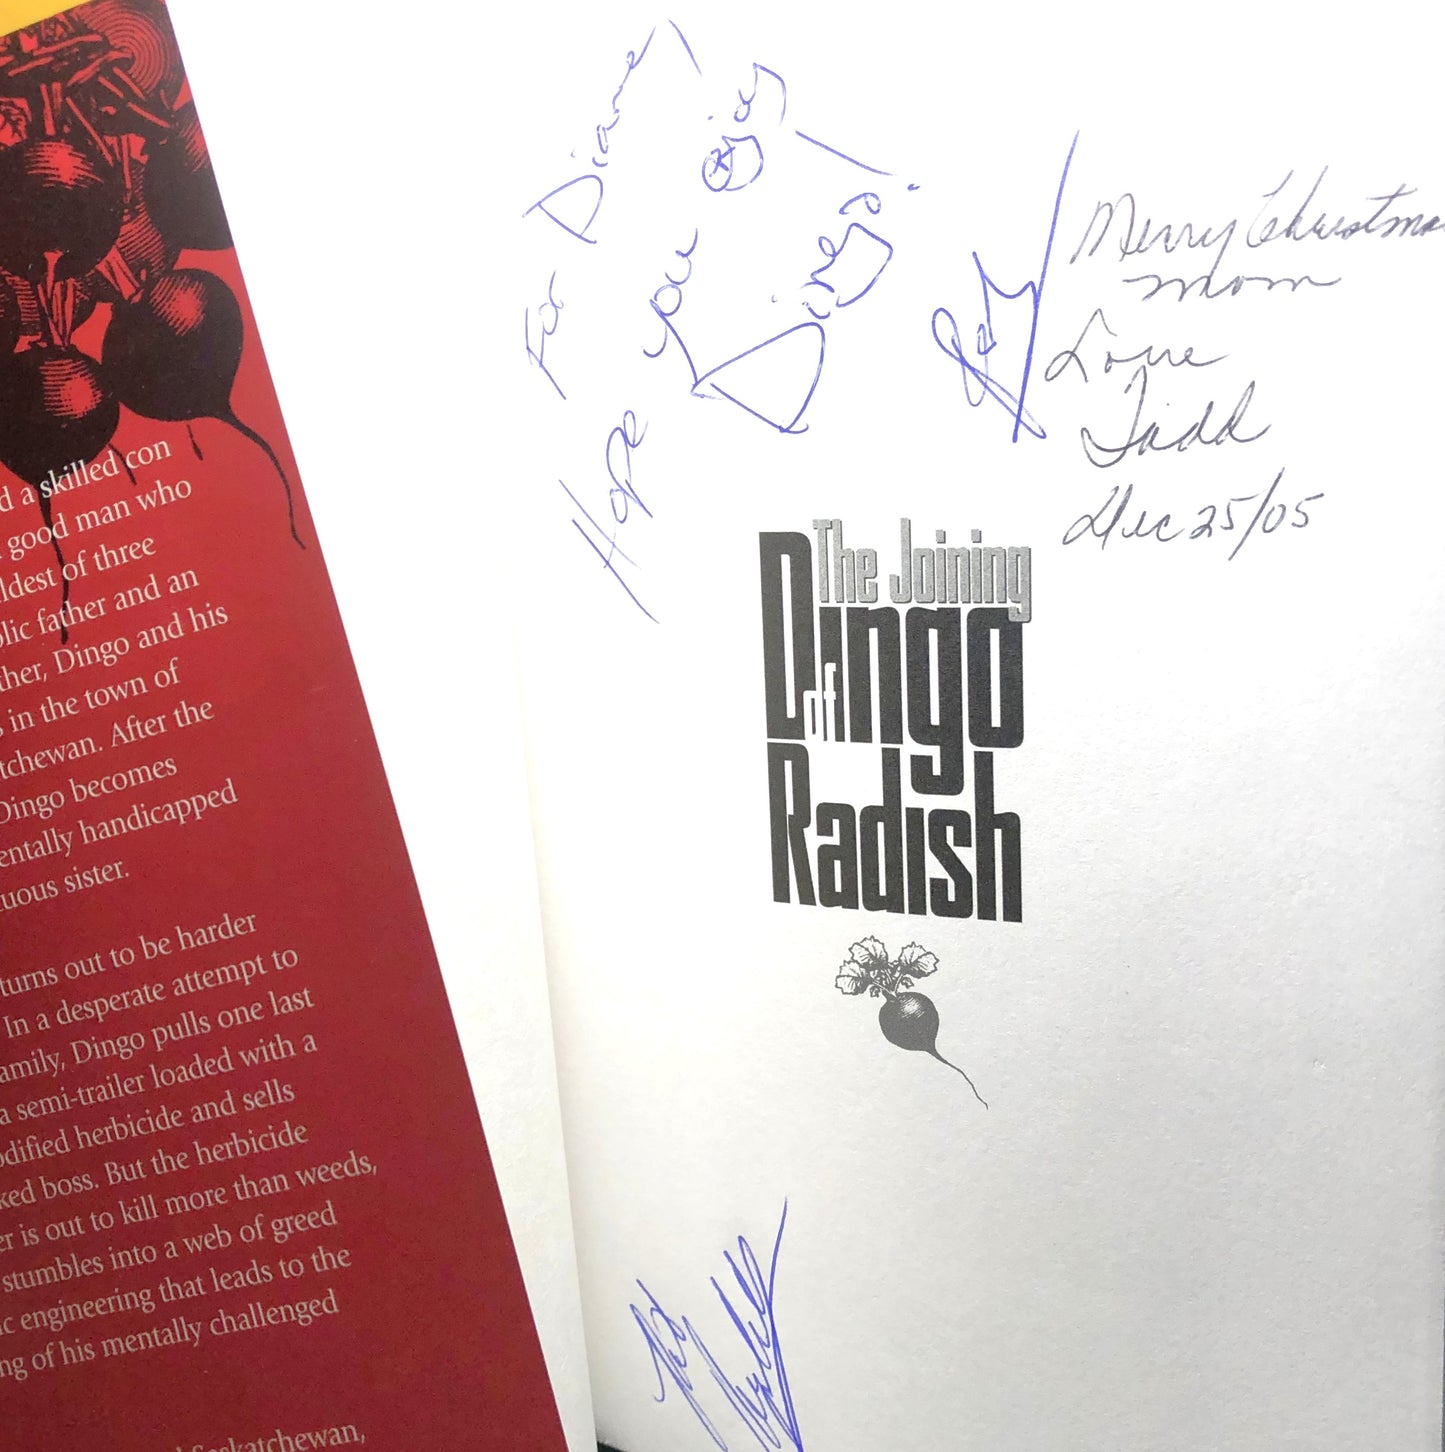 d a skilled con
good man who
ldest of three
olic father and an
ther, Dingo and his
s in the town of
tchewan. After the
Dingo becomes
entally handicapped
tuous sister.
turns out to be harder
In a desperate attempt to
amily, Dingo pulls one last
a semi-trailer loaded with a
odified herbicide and sells
ked boss. But the herbicide
er is out to kill more than weeds,
stumbles into a web of greed
ic engineering that leads to the
ng of his mentally challenged
Saskatchewan,
For Diane,
Hope you enjoy
Dingo!
Merry Christmas
Mom
Love
Todd
Dec 25/05
The Joining
of Dingo
Radish